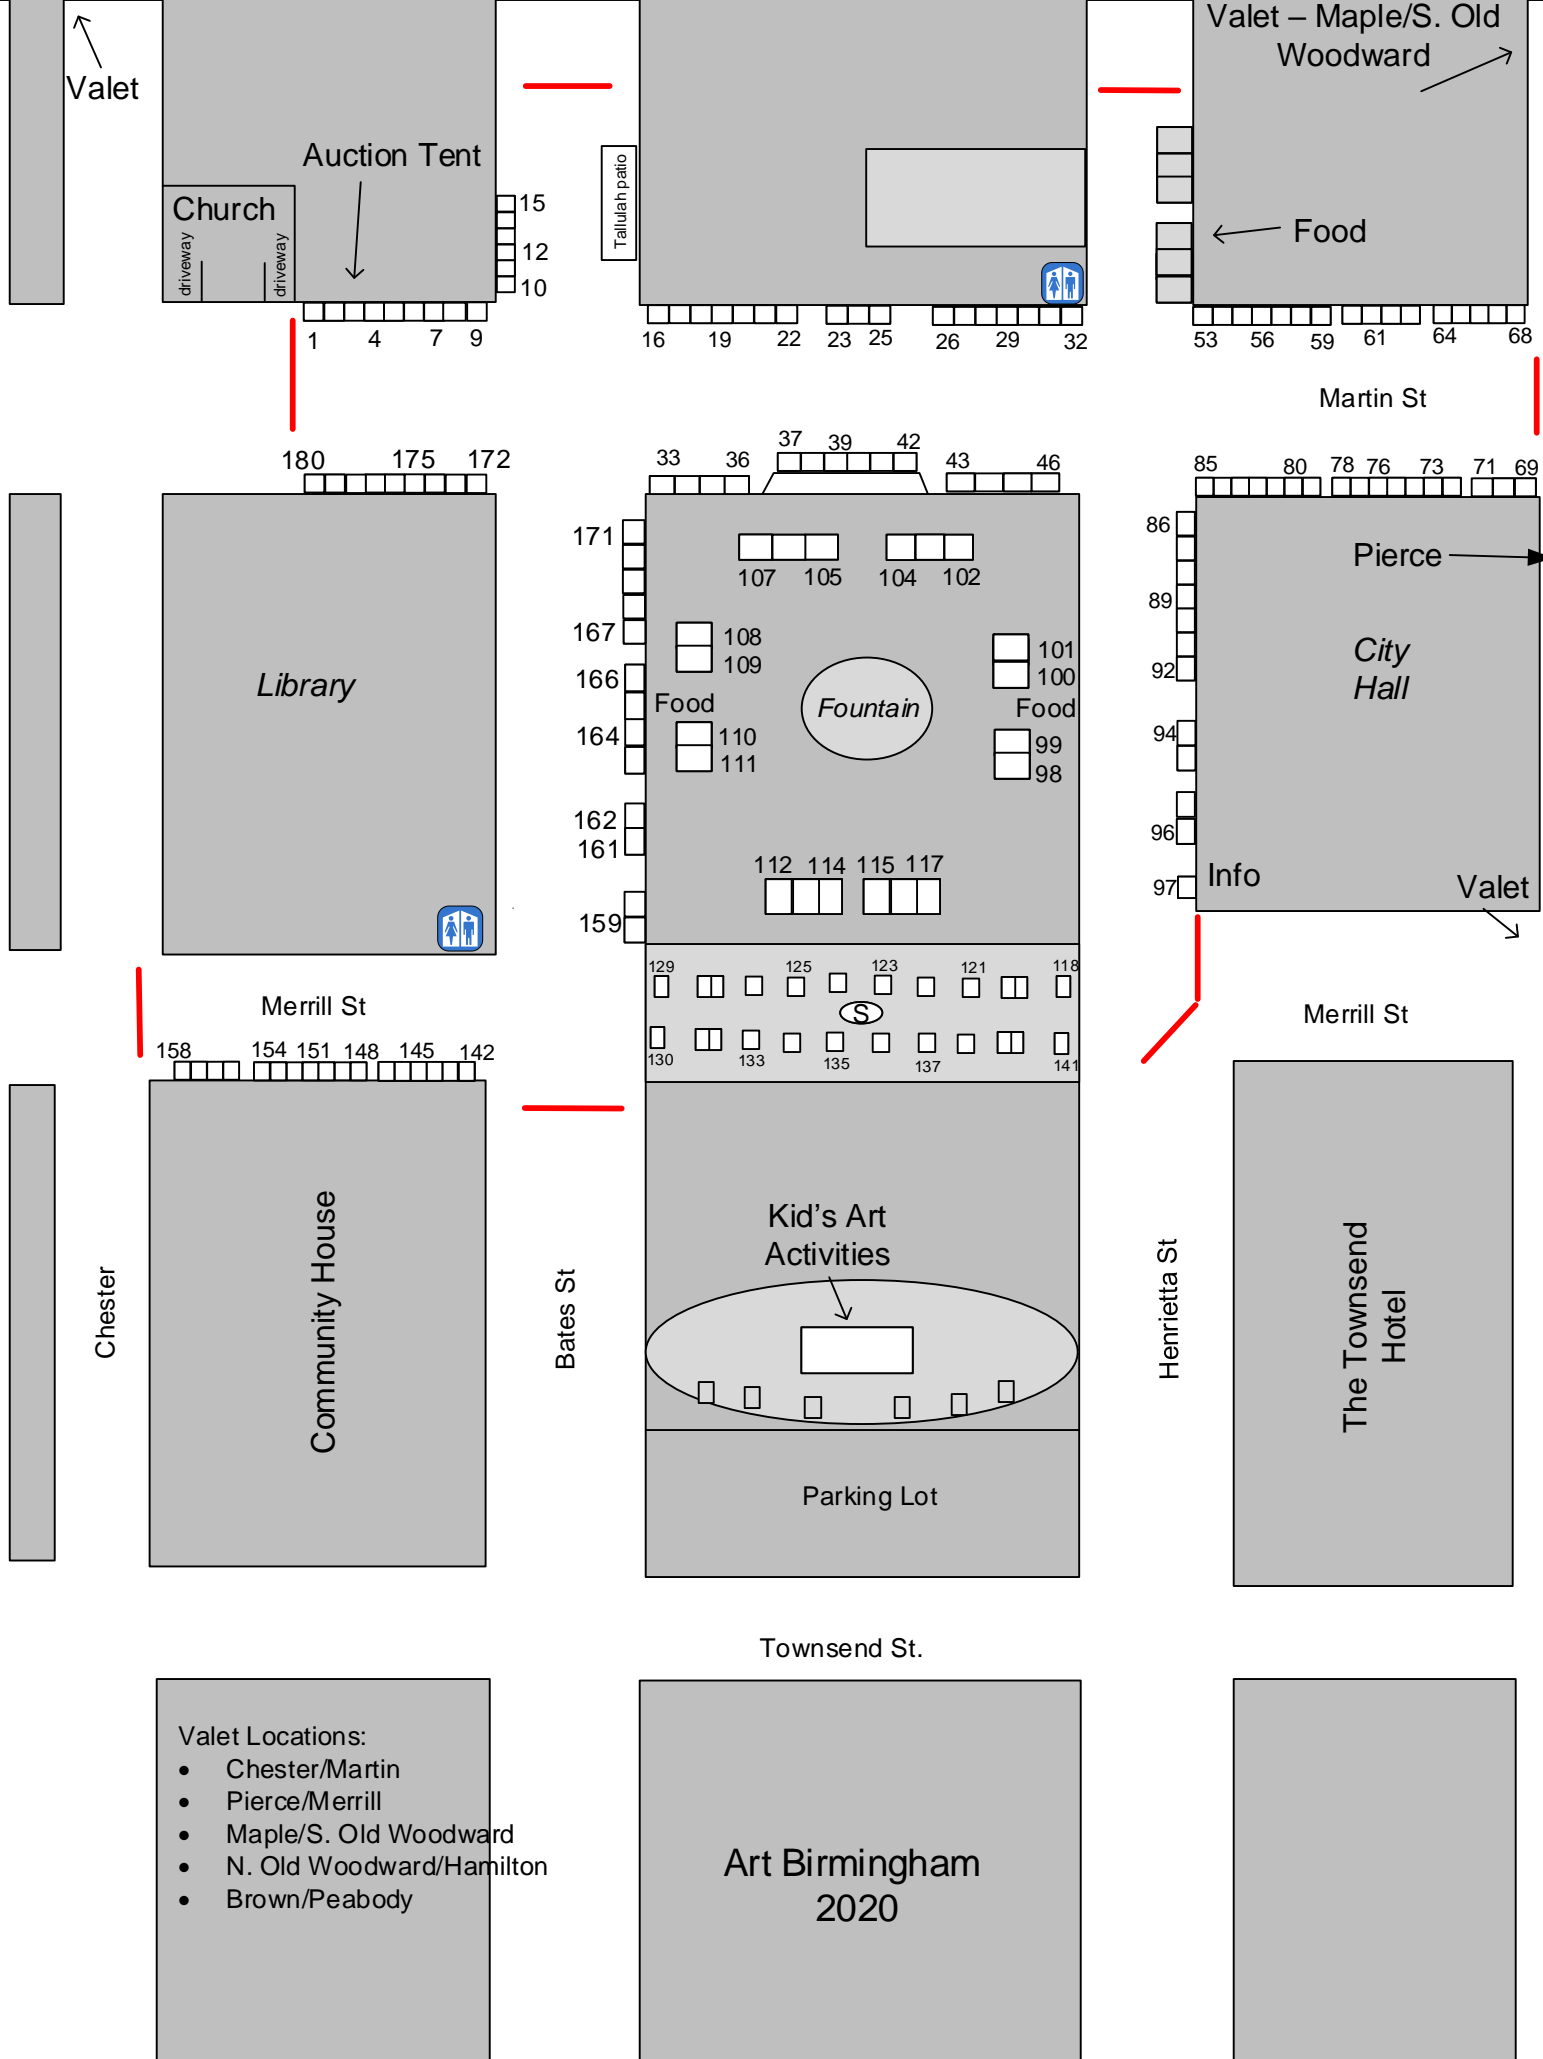 Valet – Maple/S. Old
Woodward
Valet
Auction Tent
Church
driveway
driveway
Tallulah patio
Food
15
12
10
1
4
7
9
16
19
22
23
25
26
29
32
53
56
59
61
64
68
Martin St
180
175
172
33
36
37
39
42
43
46
85
80
78
76
73
71
69
171
167
166
164
162
161
159
107
105
104
102
108
109
Food
110
111
Fountain
101
100
Food
99
98
112
114
115
117
86
89
92
94
96
97
Pierce
City
Hall
Info
Valet
Library
129
125
123
121
118
S
130
133
135
137
141
Merrill St
Merrill St
158
154
151
148
145
142
Chester
Community House
Bates St
Kid’s Art
Activities
Henrietta St
The Townsend
Hotel
Parking Lot
Townsend St.
Valet Locations:
• Chester/Martin
• Pierce/Merrill
• Maple/S. Old Woodward
• N. Old Woodward/Hamilton
• Brown/Peabody
Art Birmingham
2020